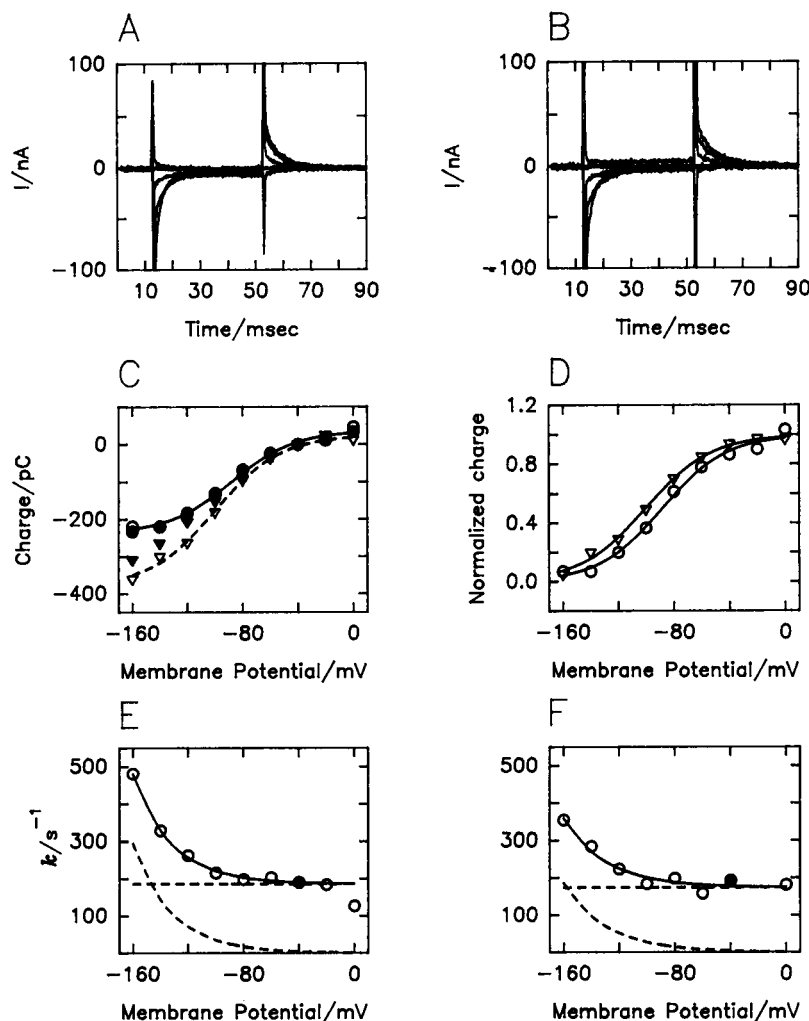 A
B
100
0
-100
I/nA
10 30 50 70 90
Time/msec
100
0
-100
I/nA
10 30 50 70 90
Time/msec
C
D
0
-200
-400
Charge/pC
-160 -80 0
Membrane Potential/mV
1.2
0.8
0.4
0.0
Normalized charge
-160 -80 0
Membrane Potential/mV
E
F
500
300
100
k/s⁻¹
-160 -80 0
Membrane Potential/mV
500
300
100
-160 -80 0
Membrane Potential/mV